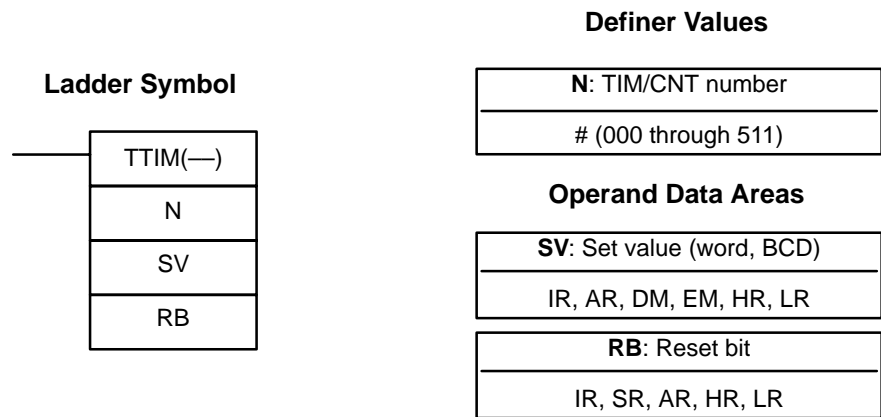 Ladder Symbol
TTIM(—)
N
SV
RB
Definer Values
N: TIM/CNT number
# (000 through 511)
Operand Data Areas
SV: Set value (word, BCD)
IR, AR, DM, EM, HR, LR
RB: Reset bit
IR, SR, AR, HR, LR